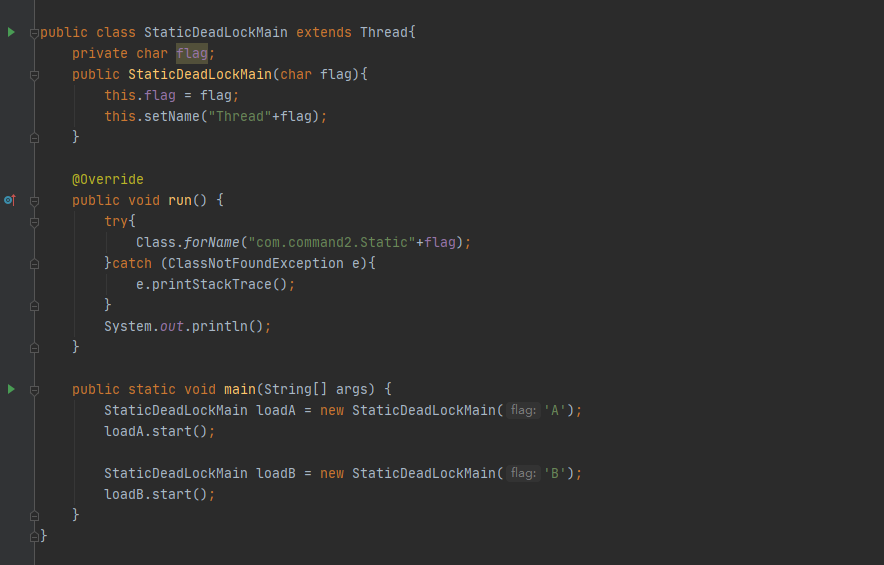 public class StaticDeadLockMain extends Thread{
    private char flag;
    public StaticDeadLockMain(char flag){
        this.flag = flag;
        this.setName("Thread"+flag);
    }

    @Override
    public void run() {
        try{
            Class.forName("com.command2.Static"+flag);
        }catch (ClassNotFoundException e){
            e.printStackTrace();
        }
        System.out.println();
    }

    public static void main(String[] args) {
        StaticDeadLockMain loadA = new StaticDeadLockMain( flag: 'A');
        loadA.start();

        StaticDeadLockMain loadB = new StaticDeadLockMain( flag: 'B');
        loadB.start();
    }
}